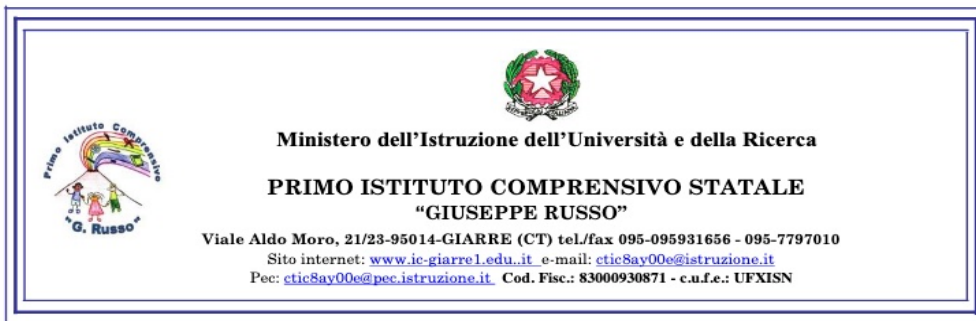 Primo Istituto Comprensivo
"G. Russo"
Ministero dell'Istruzione dell'Università e della Ricerca
PRIMO ISTITUTO COMPRENSIVO STATALE
“GIUSEPPE RUSSO”
Viale Aldo Moro, 21/23-95014-GIARRE (CT) tel./fax 095-095931656 - 095-7797010
Sito internet: www.ic-giarre1.edu..it e-mail: ctic8ay00e@istruzione.it
Pec: ctic8ay00e@pec.istruzione.it Cod. Fisc.: 83000930871 - c.u.f.e.: UFXISN